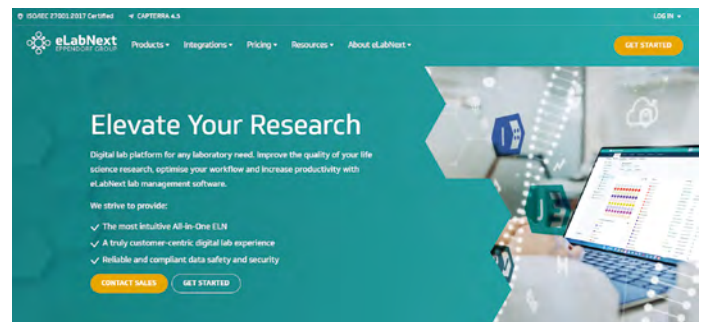 ISO/IEC 27001:2017 Certified CAPTERRA 4.5 LOG IN
eLabNext
EPPENDORF GROUP
Products Integrations Pricing Resources About eLabNext
GET STARTED
Elevate Your Research
Digital lab platform for any laboratory need. Improve the quality of your life
science research, optimise your workflow and increase productivity with
eLabNext lab management software.
We strive to provide:
The most intuitive All-in-One ELN
A truly customer-centric digital lab experience
Reliable and compliant data safety and security
CONTACT SALES GET STARTED